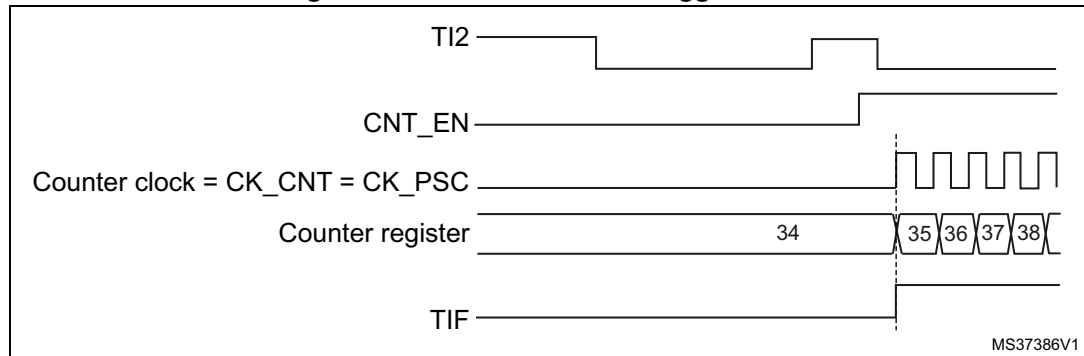 TI2
CNT_EN
Counter clock = CK_CNT = CK_PSC
Counter register
34
35
36
37
38
TIF
MS37386V1